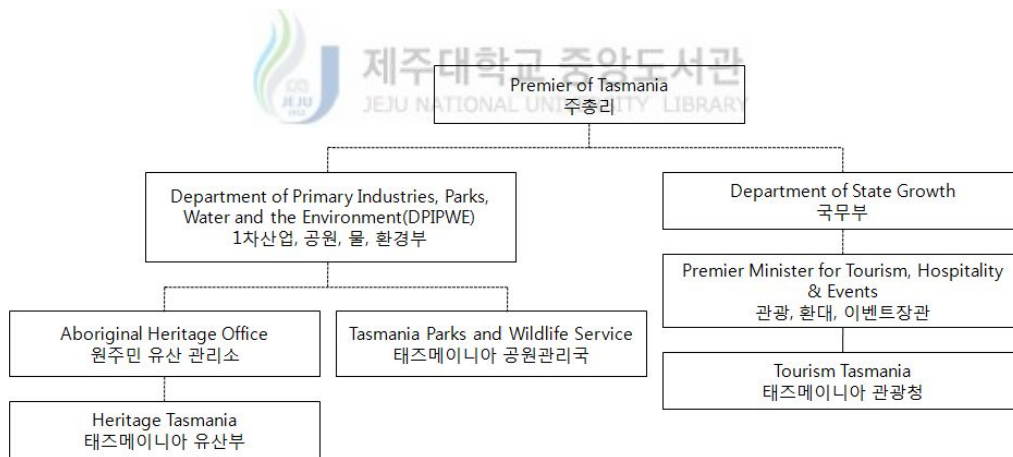 제주대학교 중앙도서관
JEJU NATIONAL UNIVERSITY LIBRARY
JEJU
1952
Premier of Tasmania
주총리
Department of Primary Industries, Parks,
Water and the Environment(DPIPWE)
1차산업, 공원, 물, 환경부
Department of State Growth
국무부
Premier Minister for Tourism, Hospitality
& Events
관광, 환대, 이벤트장관
Aboriginal Heritage Office
원주민 유산 관리소
Tasmania Parks and Wildlife Service
태즈메이니아 공원관리국
Tourism Tasmania
태즈메이니아 관광청
Heritage Tasmania
태즈메이니아 유산부